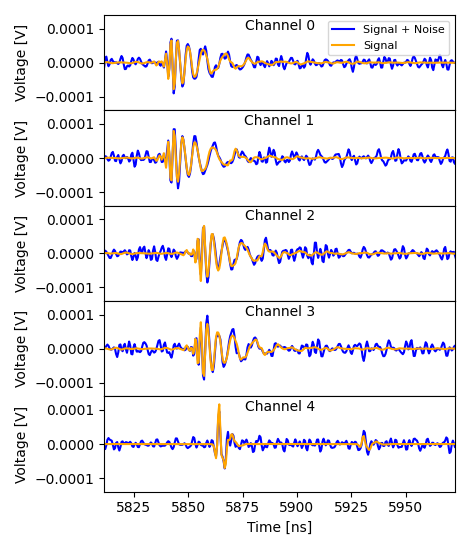 Channel 0
Signal + Noise
Signal
Voltage [V]
0.0001
0.0000
−0.0001
Channel 1
Voltage [V]
0.0001
0.0000
−0.0001
Channel 2
Voltage [V]
0.0001
0.0000
−0.0001
Channel 3
Voltage [V]
0.0001
0.0000
−0.0001
Channel 4
Voltage [V]
0.0001
0.0000
−0.0001
5825 5850 5875 5900 5925 5950
Time [ns]